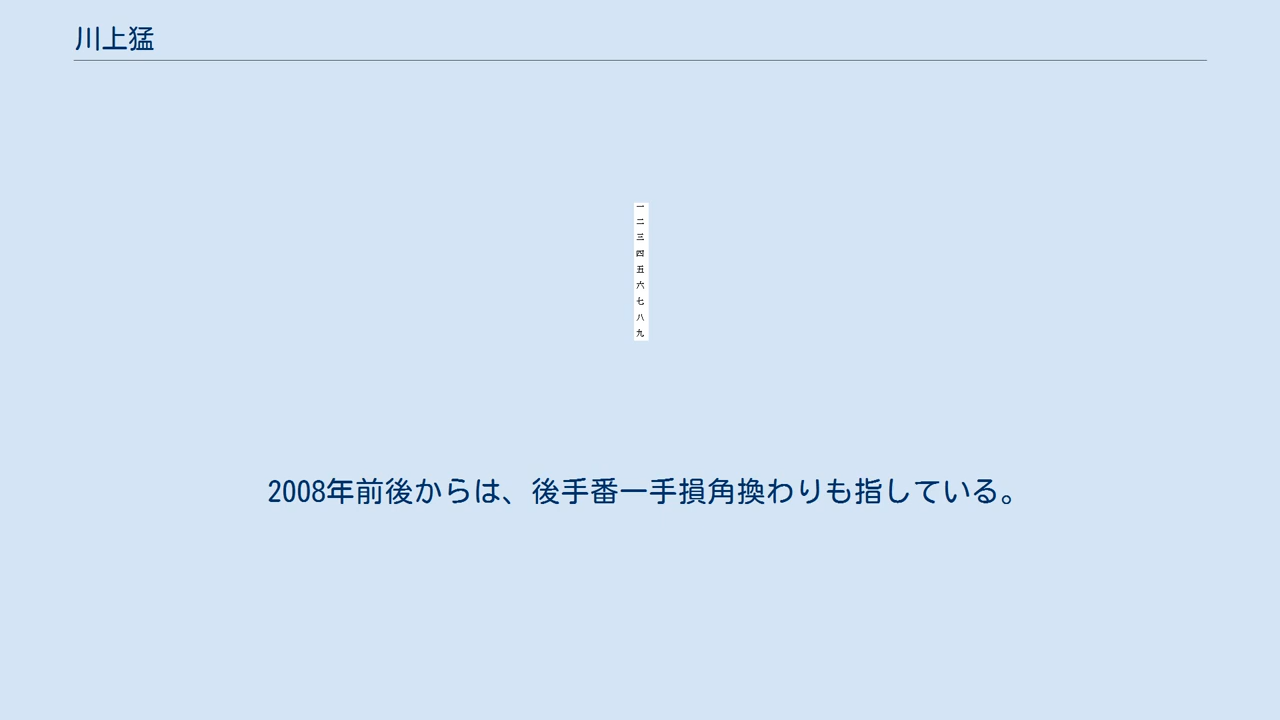 川上猛
一
二
三
四
五
六
七
八
九
2008年前後からは、後手番一手損角換わりも指している。